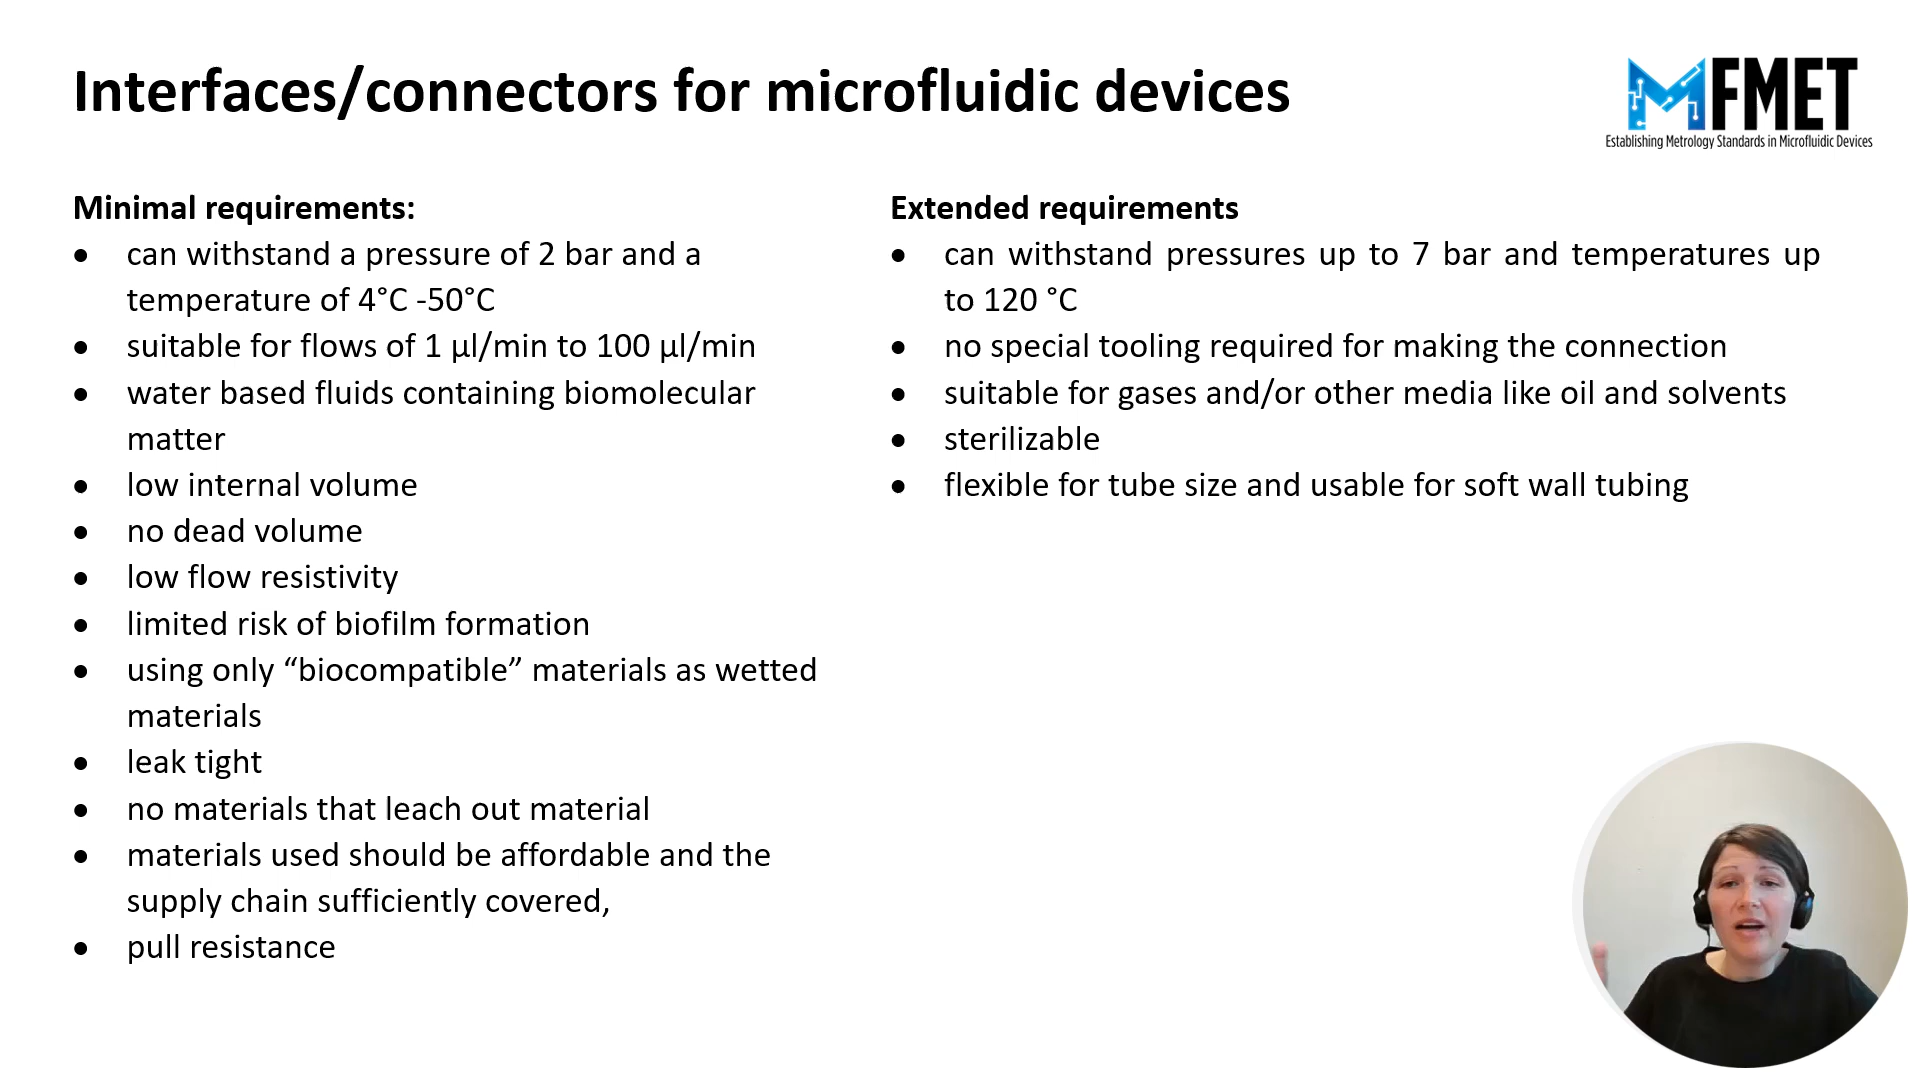 Interfaces/connectors for microfluidic devices
MFMET
Establishing Metrology Standards in Microfluidic Devices
Minimal requirements:
• can withstand a pressure of 2 bar and a
temperature of 4°C -50°C
• suitable for flows of 1 µl/min to 100 µl/min
• water based fluids containing biomolecular
matter
• low internal volume
• no dead volume
• low flow resistivity
• limited risk of biofilm formation
• using only “biocompatible” materials as wetted
materials
• leak tight
• no materials that leach out material
• materials used should be affordable and the
supply chain sufficiently covered,
• pull resistance
Extended requirements
• can withstand pressures up to 7 bar and temperatures up
to 120 °C
• no special tooling required for making the connection
• suitable for gases and/or other media like oil and solvents
• sterilizable
• flexible for tube size and usable for soft wall tubing